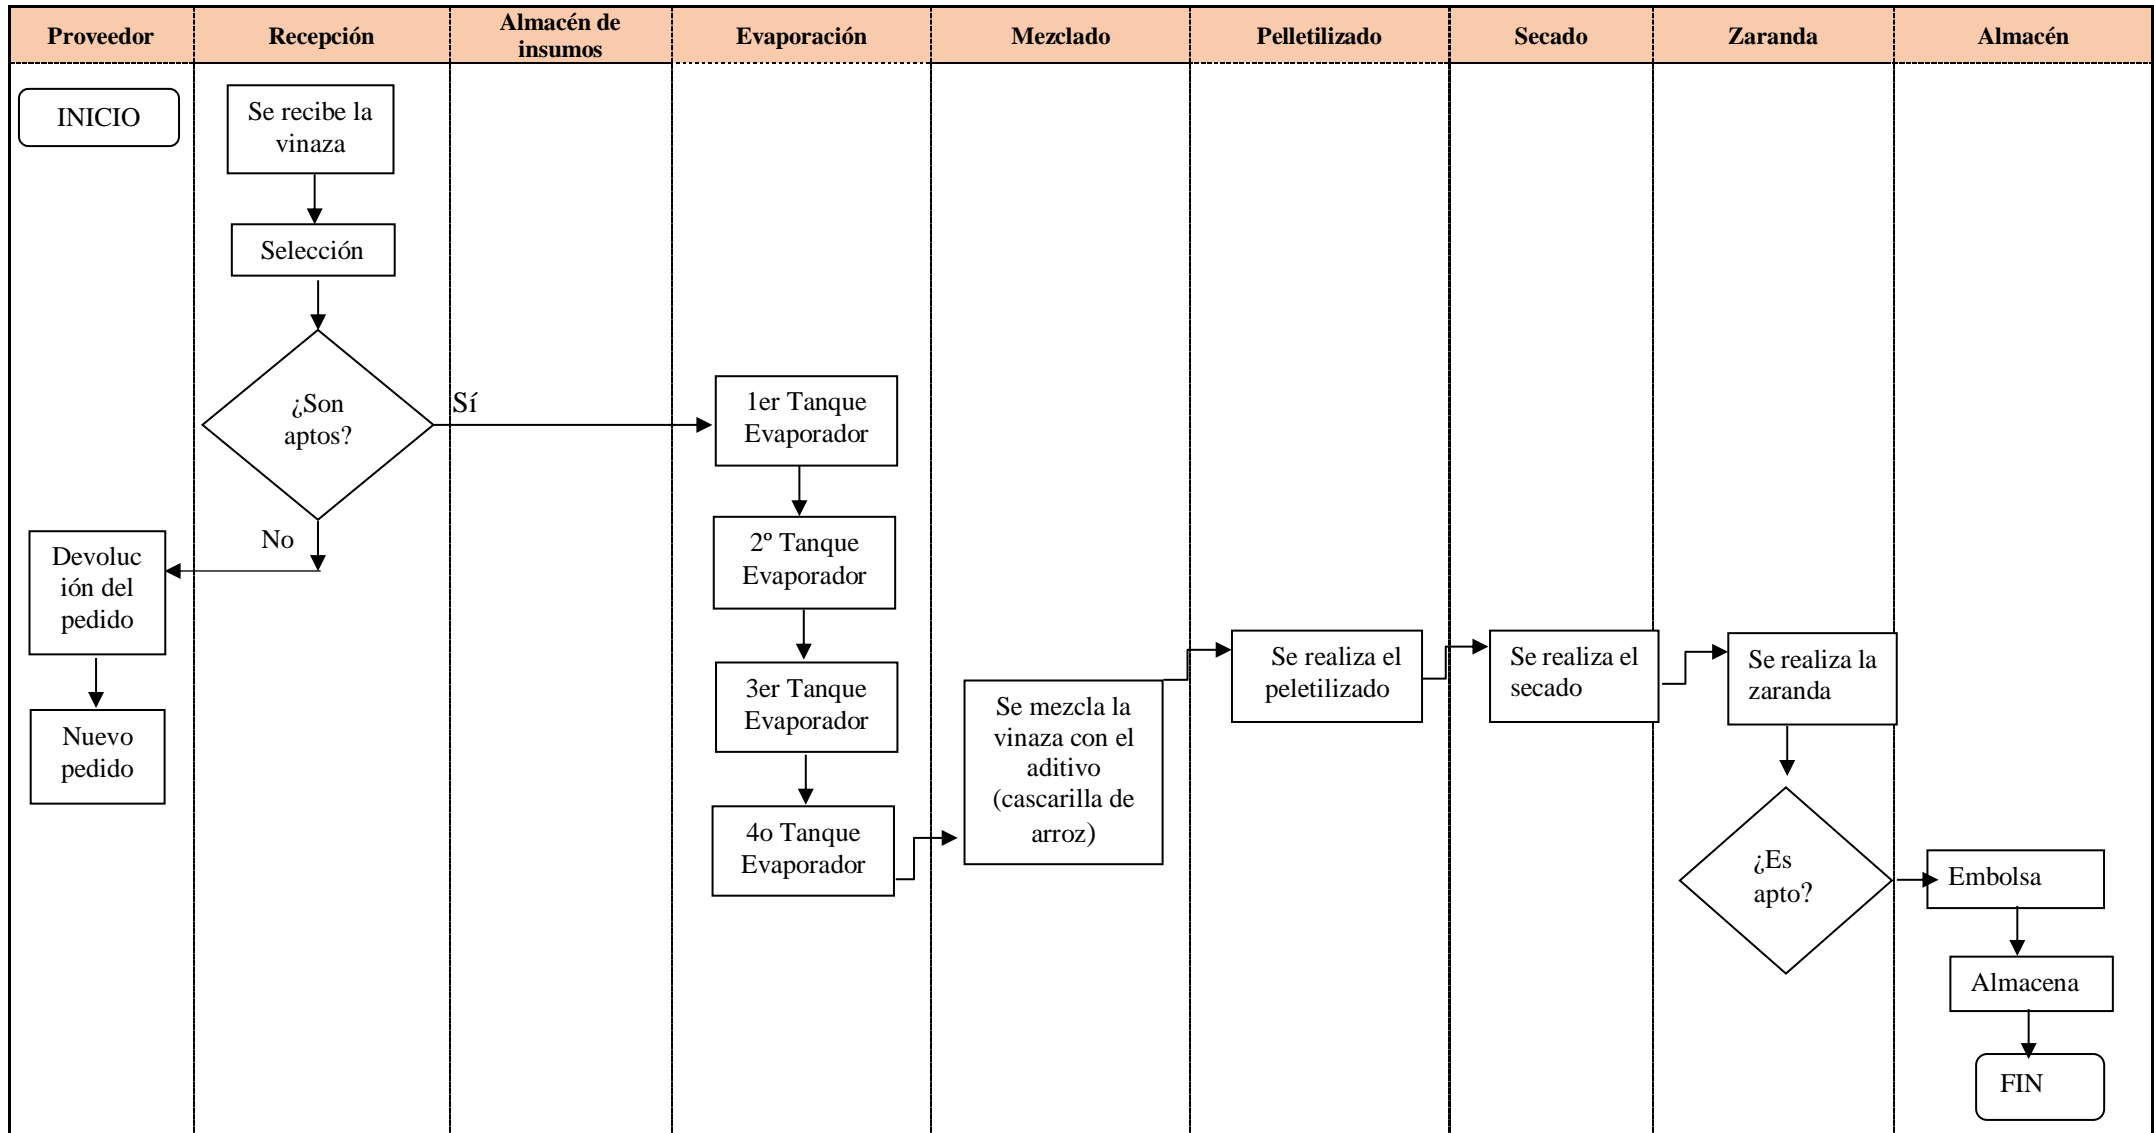 Proveedor
Recepción
Almacén de
insumos
Evaporación
Mezclado
Pelletilizado
Secado
Zaranda
Almacén
INICIO
Se recibe la
vinaza
Selección
¿Son
aptos?
Sí
No
Devoluc
ión del
pedido
Nuevo
pedido
1er Tanque
Evaporador
2º Tanque
Evaporador
3er Tanque
Evaporador
4o Tanque
Evaporador
Se mezcla la
vinaza con el
aditivo
(cascarilla de
arroz)
Se realiza el
peletilizado
Se realiza el
secado
Se realiza la
zaranda
¿Es
apto?
Embolsa
Almacena
FIN